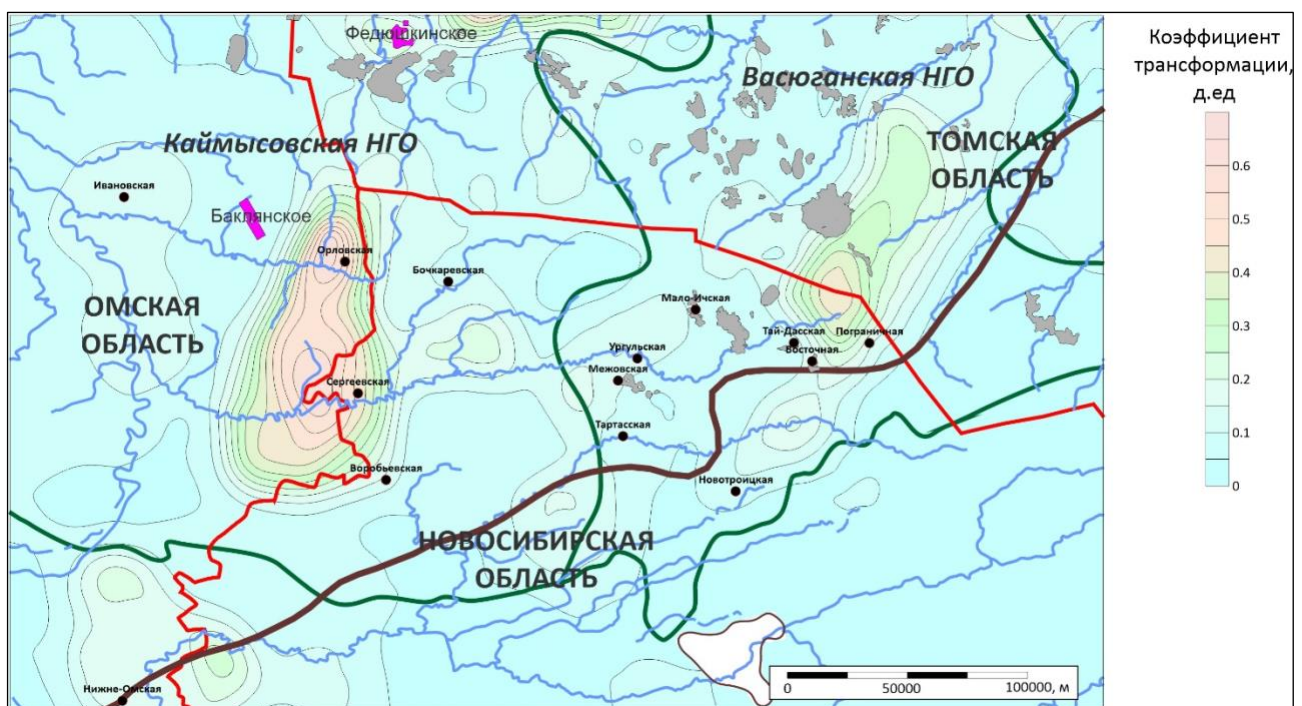 Федюшкинское
Васюганская НГО
Каймысовская НГО
ТОМСКАЯ
ОБЛАСТЬ
Ивановская
Баклянское
Орловская
Бочкаревская
Мало-Ичская
ОМСКАЯ
ОБЛАСТЬ
Тай-Дасская
Пограничная
Восточная
Ургульская
Межовская
Сергеевская
Тартасская
Воробьевская
Новотроицкая
НОВОСИБИРСКАЯ
ОБЛАСТЬ
Нижне-Омская
0
50000
100000, м
Коэффициент
трансформации,
д.ед
0.6
0.5
0.4
0.3
0.2
0.1
0